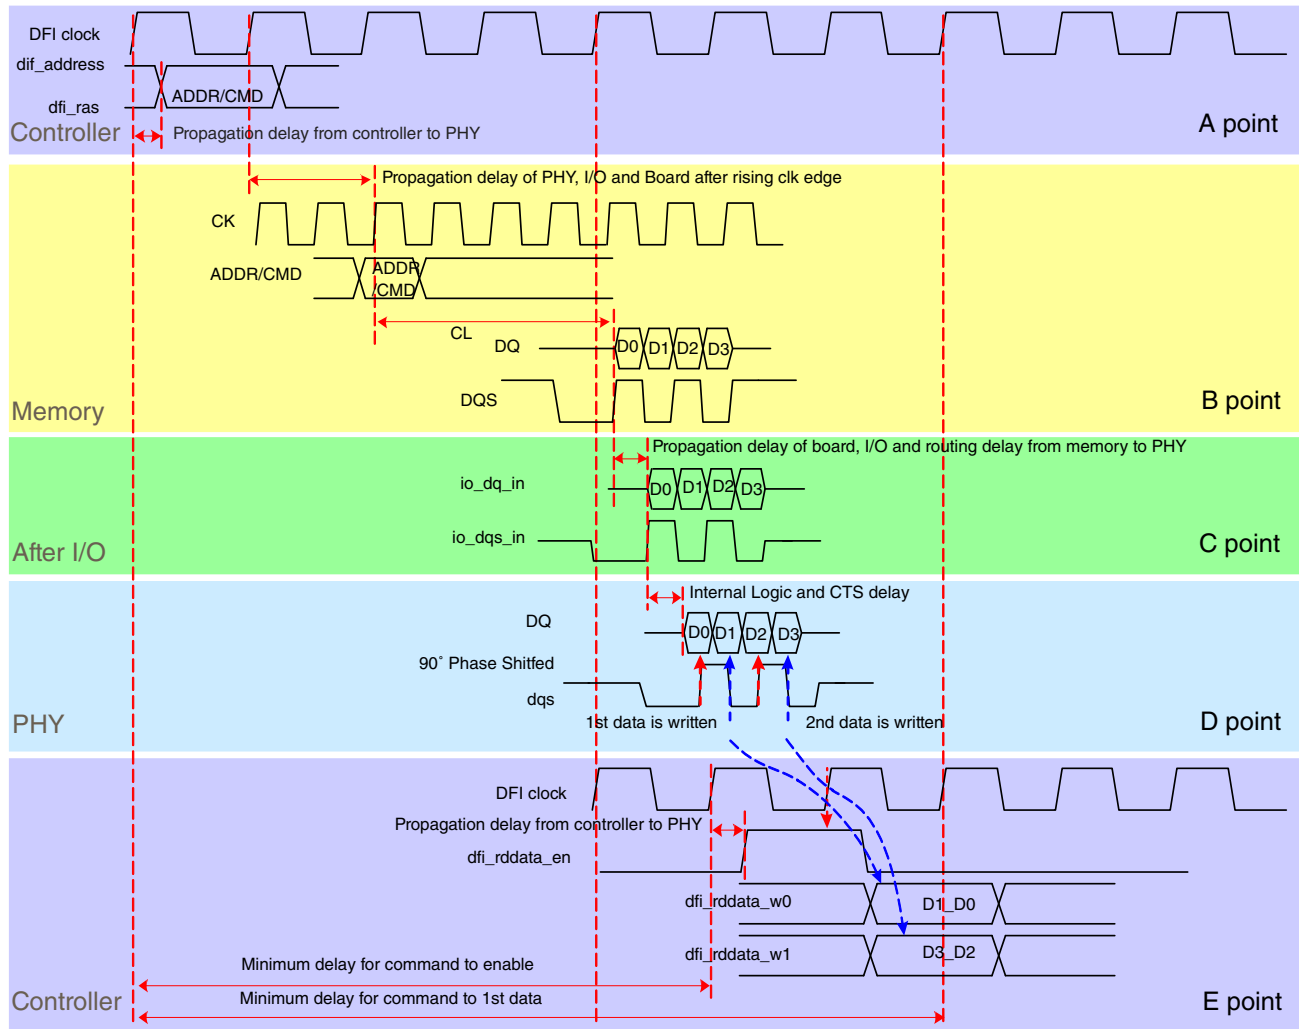 DFI clock
dif_address
ADDR/CMD
dfi_ras
Controller
Propagation delay from controller to PHY
A point
Propagation delay of PHY, I/O and Board after rising clk edge
CK
ADDR/CMD
ADDR
/CMD
CL
DQ
D0 D1 D2 D3
DQS
Memory
B point
Propagation delay of board, I/O and routing delay from memory to PHY
io_dq_in
D0 D1 D2 D3
io_dqs_in
After I/O
C point
Internal Logic and CTS delay
DQ
D0 D1 D2 D3
90° Phase Shitfed
dqs
1st data is written
2nd data is written
PHY
D point
DFI clock
Propagation delay from controller to PHY
dfi_rddata_en
dfi_rddata_w0
D1_D0
dfi_rddata_w1
D3_D2
Minimum delay for command to enable
Minimum delay for command to 1st data
Controller
E point